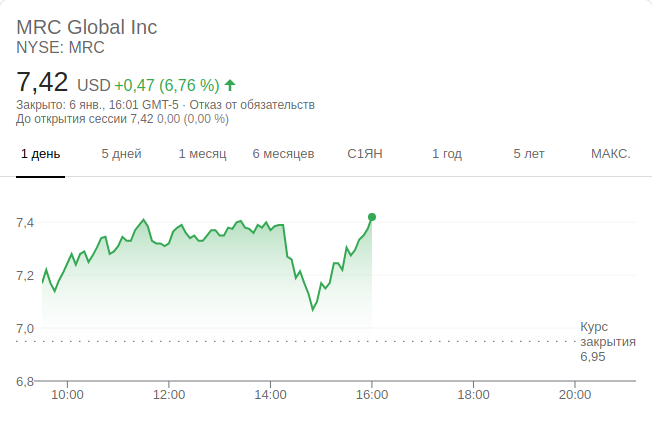 MRC Global Inc
NYSE: MRC
7,42 USD +0,47 (6,76 %)
Закрыто: 6 янв., 16:01 GMT-5 · Отказ от обязательств
До открытия сессии 7,42 0,00 (0,00 %)
1 день 5 дней 1 месяц 6 месяцев С1ЯН 1 год 5 лет МАКС.
7,4
7,2
7,0
Курс
закрытия
6,95
6,8
10:00 12:00 14:00 16:00 18:00 20:00